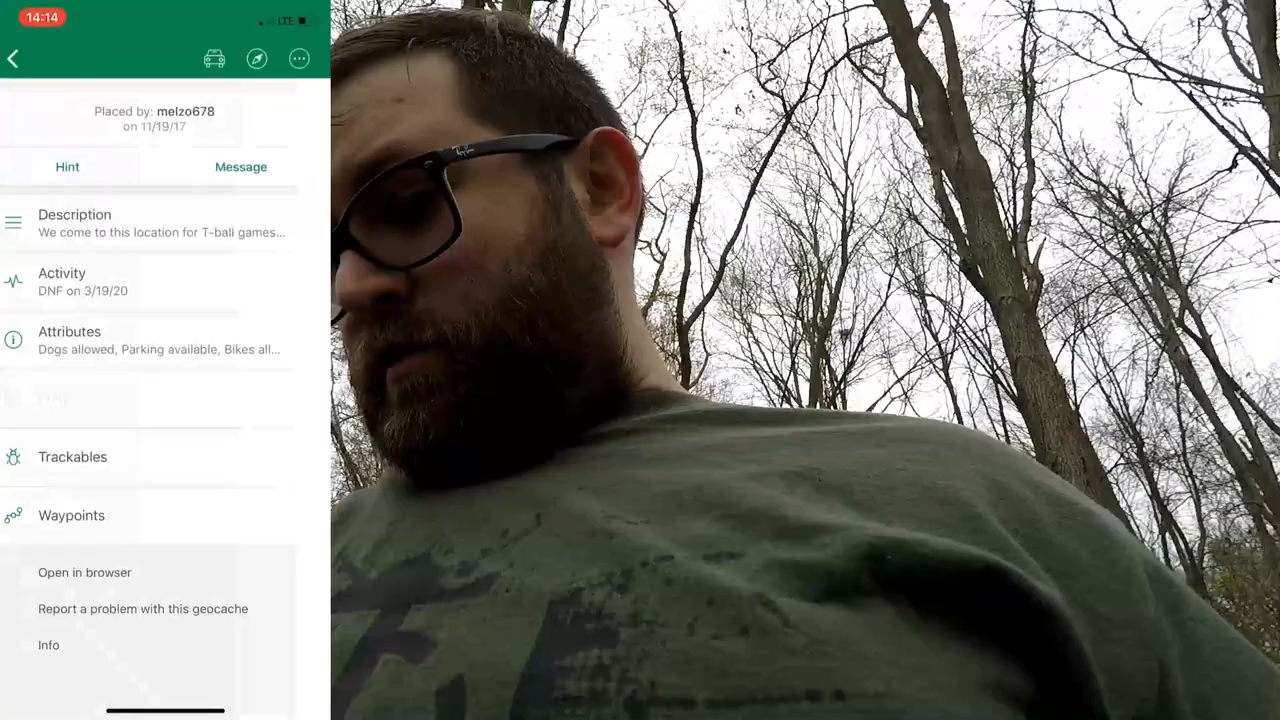 14:14
LTE
Placed by: melzo678
on 11/19/17
Hint
Message
Description
We come to this location for T-ball games...
Activity
DNF on 3/19/20
Attributes
Dogs allowed, Parking available, Bikes all...
Trackables
Waypoints
Open in browser
Report a problem with this geocache
Info
Ray-Ban